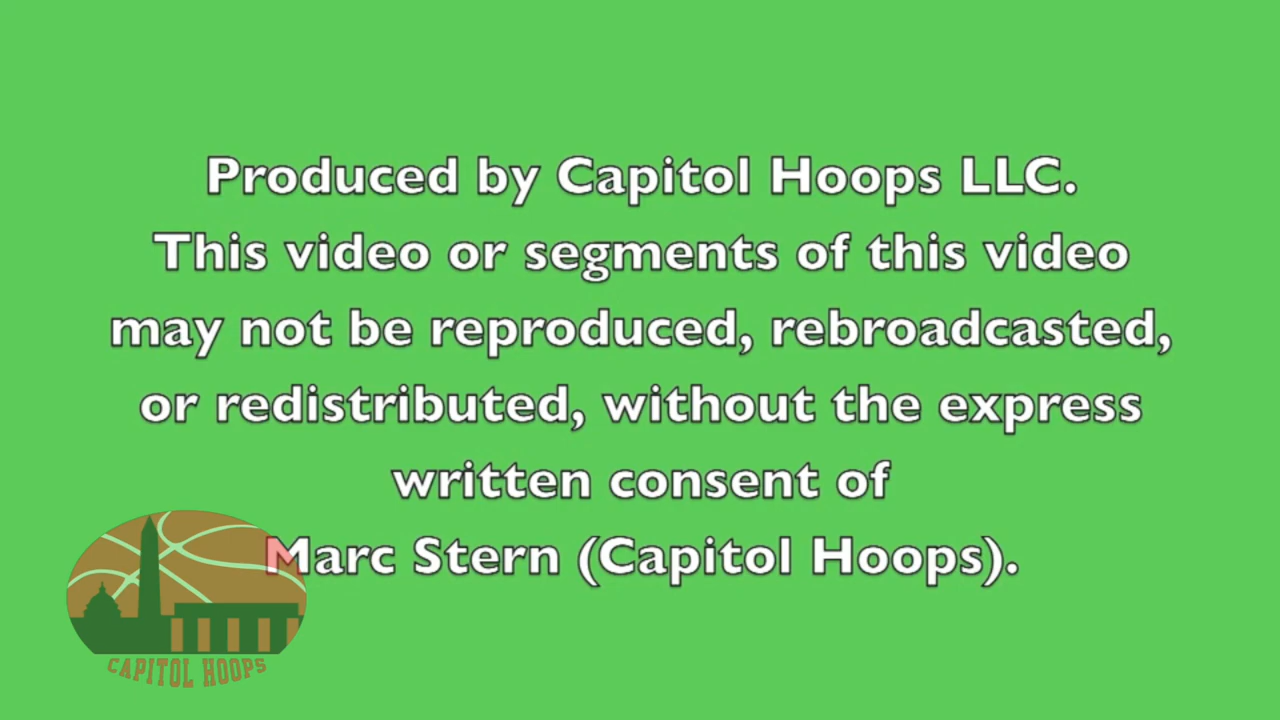 Produced by Capitol Hoops LLC.
This video or segments of this video
may not be reproduced, rebroadcasted,
or redistributed, without the express
written consent of
Marc Stern (Capitol Hoops).
CAPITOL HOOPS